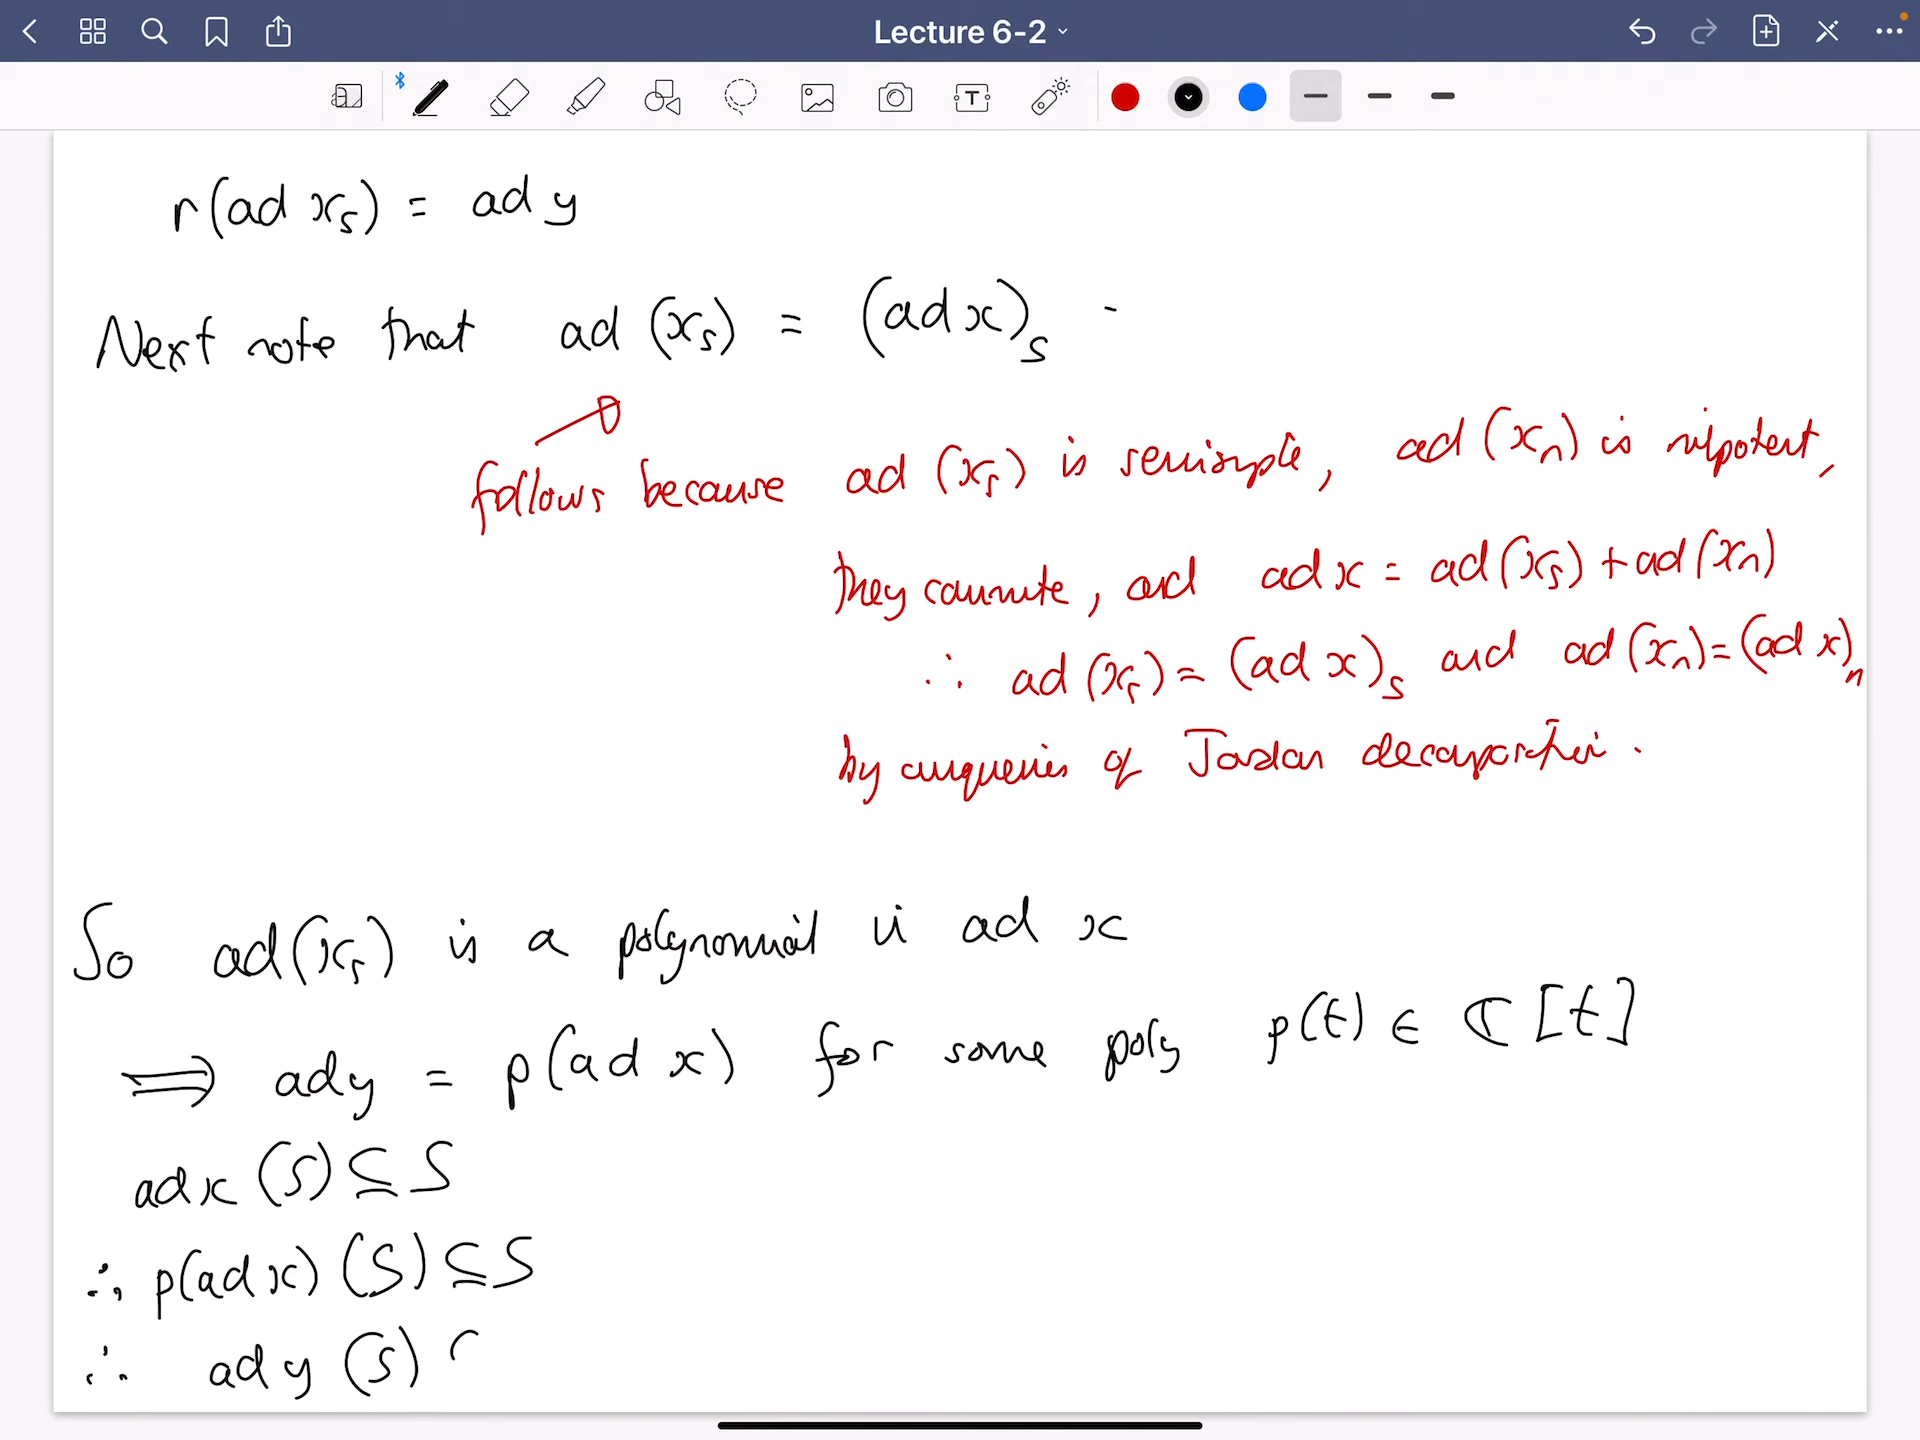 Lecture 6-2
r(ad x_s) = ad y
Next note that ad (x_s) = (ad x)_s .
follows because ad (x_s) is semisimple, ad (x_n) is nilpotent,
they commute, and ad x = ad (x_s) + ad (x_n)
∴ ad (x_s) = (ad x)_s and ad (x_n) = (ad x)_n
by uniqueness of Jordan decomposition.
So ad(x_s) is a polynomial in ad x
⟹ ad y = p(ad x) for some poly p(t) ∈ ℂ[t]
ad x (S) ⊆ S
∴ p(ad x) (S) ⊆ S
∴ ad y (S) (